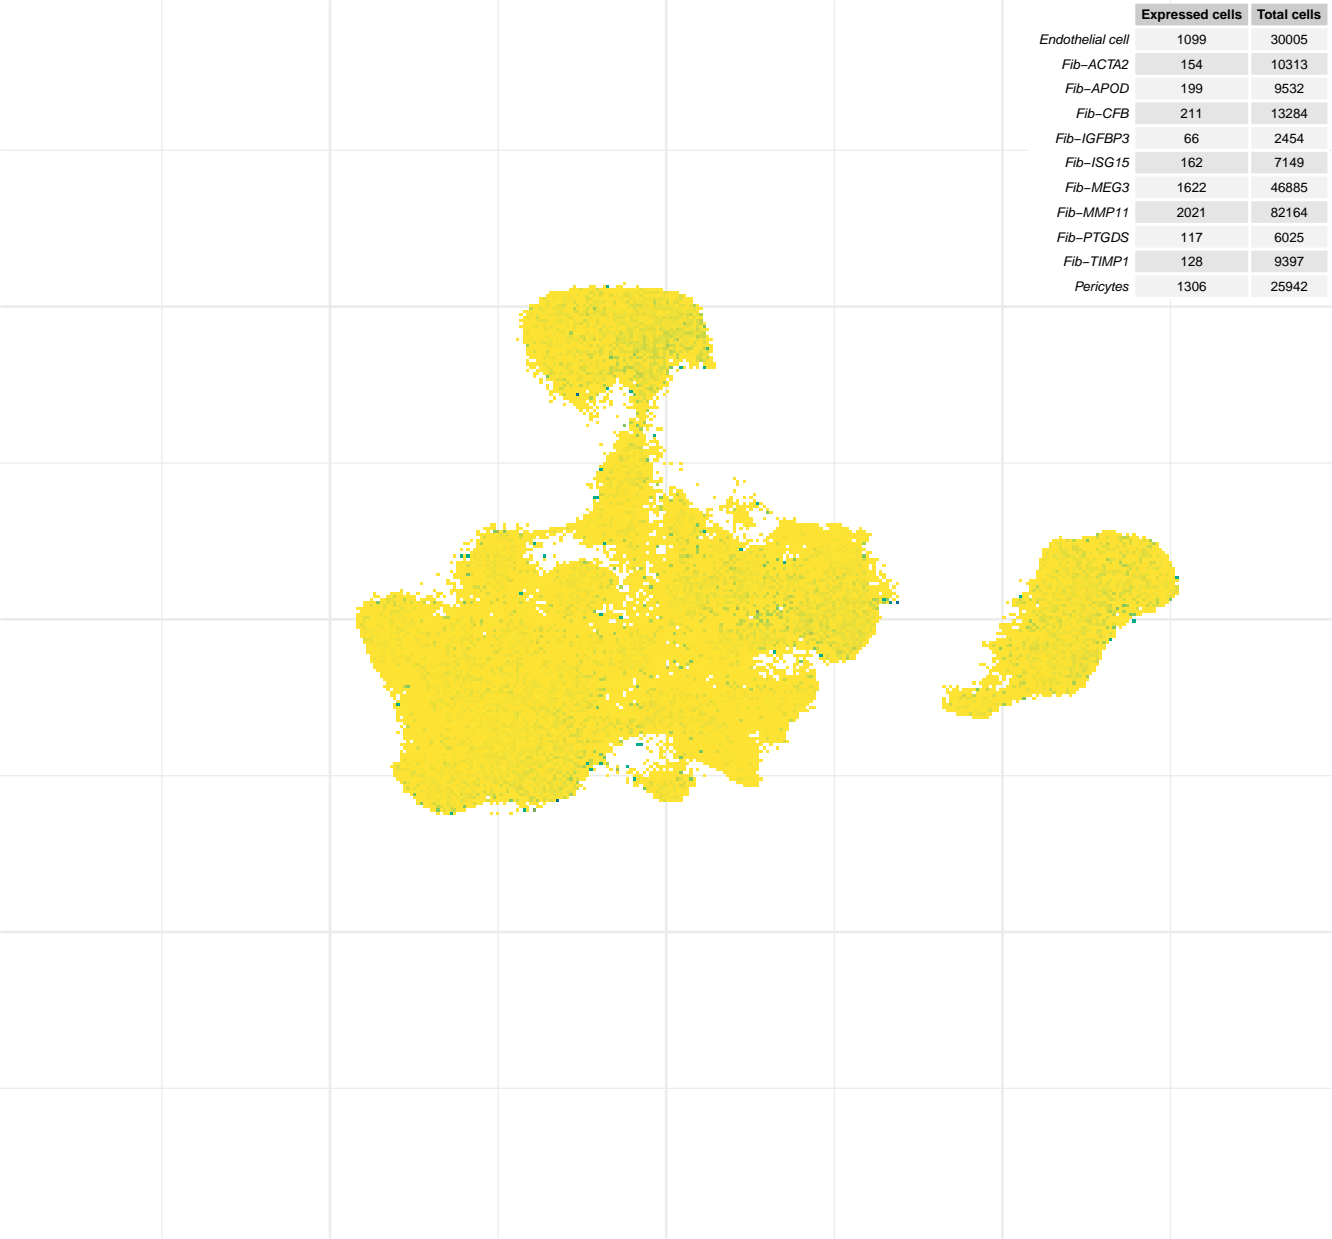 Expressed cells Total cells
Endothelial cell 1099 30005
Fib−ACTA2 154 10313
Fib−APOD 199 9532
Fib−CFB 211 13284
Fib−IGFBP3 66 2454
Fib−ISG15 162 7149
Fib−MEG3 1622 46885
Fib−MMP11 2021 82164
Fib−PTGDS 117 6025
Fib−TIMP1 128 9397
Pericytes 1306 25942